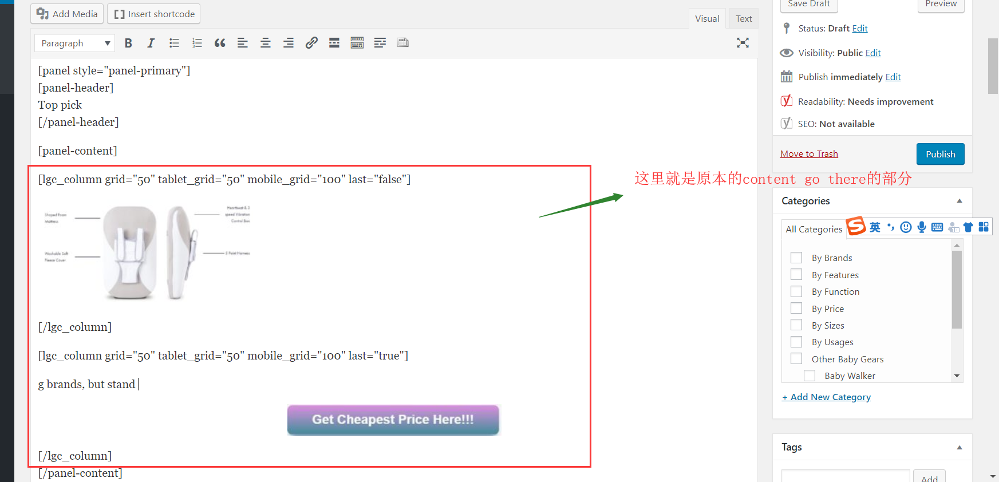 Add Media
Insert shortcode
Visual
Text
Paragraph
[panel style="panel-primary"]
[panel-header]
Top pick
[/panel-header]
[panel-content]
[lgc_column grid="50" tablet_grid="50" mobile_grid="100" last="false"]
Shaped Foam
Mattress
Washable Soft
Fleece Cover
Heartbeat & 3
speed Vibration
Control Box
3 Point Harness
[/lgc_column]
[lgc_column grid="50" tablet_grid="50" mobile_grid="100" last="true"]
g brands, but stand
Get Cheapest Price Here!!!
[/lgc_column]
[/panel-content]
这里就是原本的content go there的部分
Save Draft
Preview
Status: Draft Edit
Visibility: Public Edit
Publish immediately Edit
Readability: Needs improvement
SEO: Not available
Move to Trash
Publish
Categories
All Categories
英
By Brands
By Features
By Function
By Price
By Sizes
By Usages
Other Baby Gears
Baby Walker
+ Add New Category
Tags
Add